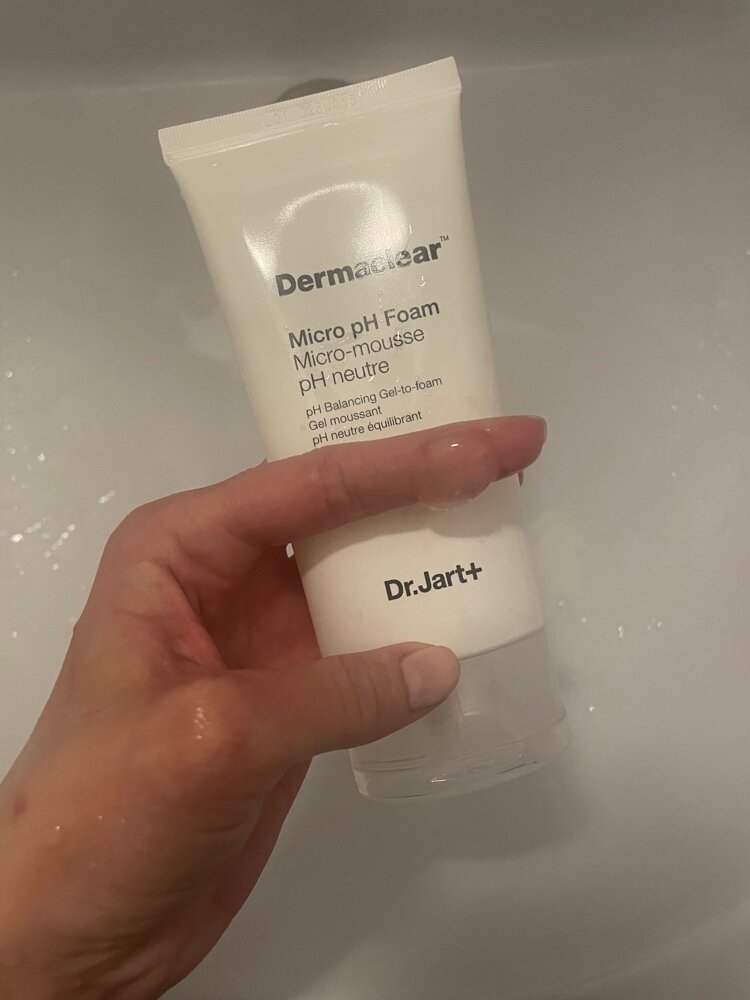 Dermaclear™
Micro pH Foam
Micro-mousse
pH neutre
pH Balancing Gel-to-foam
Gel moussant
pH neutre équilibrant
Dr.Jart+